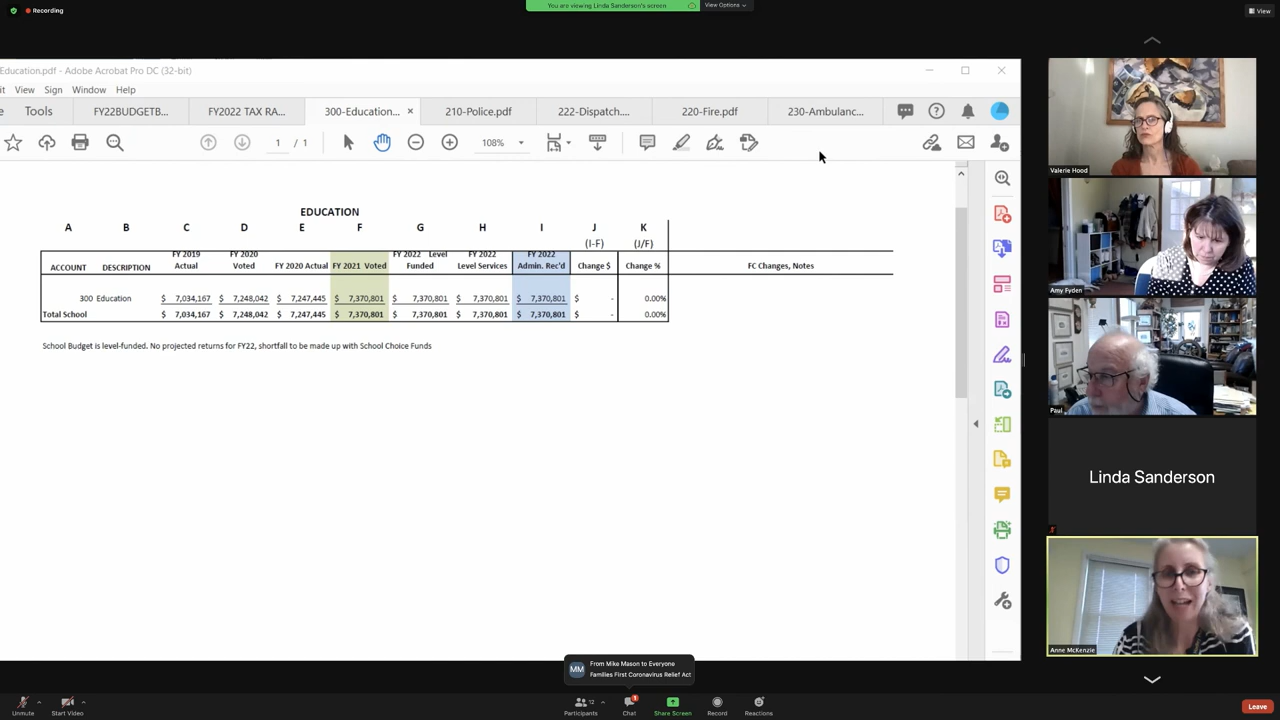 Recording
You are viewing Linda Sanderson's screen
View Options
View
Education.pdf - Adobe Acrobat Pro DC (32-bit)
it View Sign Window Help
e Tools FY22BUDGETB... FY2022 TAX RA... 300-Education... × 210-Police.pdf 222-Dispatch.... 220-Fire.pdf 230-Ambulanc...
1 / 1 108%
EDUCATION
A B C D E F G H I J K
(I-F) (J/F)
ACCOUNT DESCRIPTION FY 2019 Actual FY 2020 Voted FY 2020 Actual FY 2021 Voted FY 2022 Level Funded FY 2022 Level Services FY 2022 Admin. Rec'd Change $ Change % FC Changes, Notes
300 Education $ 7,034,167 $ 7,248,042 $ 7,247,445 $ 7,370,801 $ 7,370,801 $ 7,370,801 $ 7,370,801 $ - 0.00%
Total School $ 7,034,167 $ 7,248,042 $ 7,247,445 $ 7,370,801 $ 7,370,801 $ 7,370,801 $ 7,370,801 $ - 0.00%
School Budget is level-funded. No projected returns for FY22, shortfall to be made up with School Choice Funds
Valerie Hood
Amy Fyden
Paul
Linda Sanderson
Anne McKenzie
MM
From Mike Mason to Everyone
Families First Coronavirus Relief Act
Unmute
Start Video
Participants 12
Chat 1
Share Screen
Record
Reactions
Leave